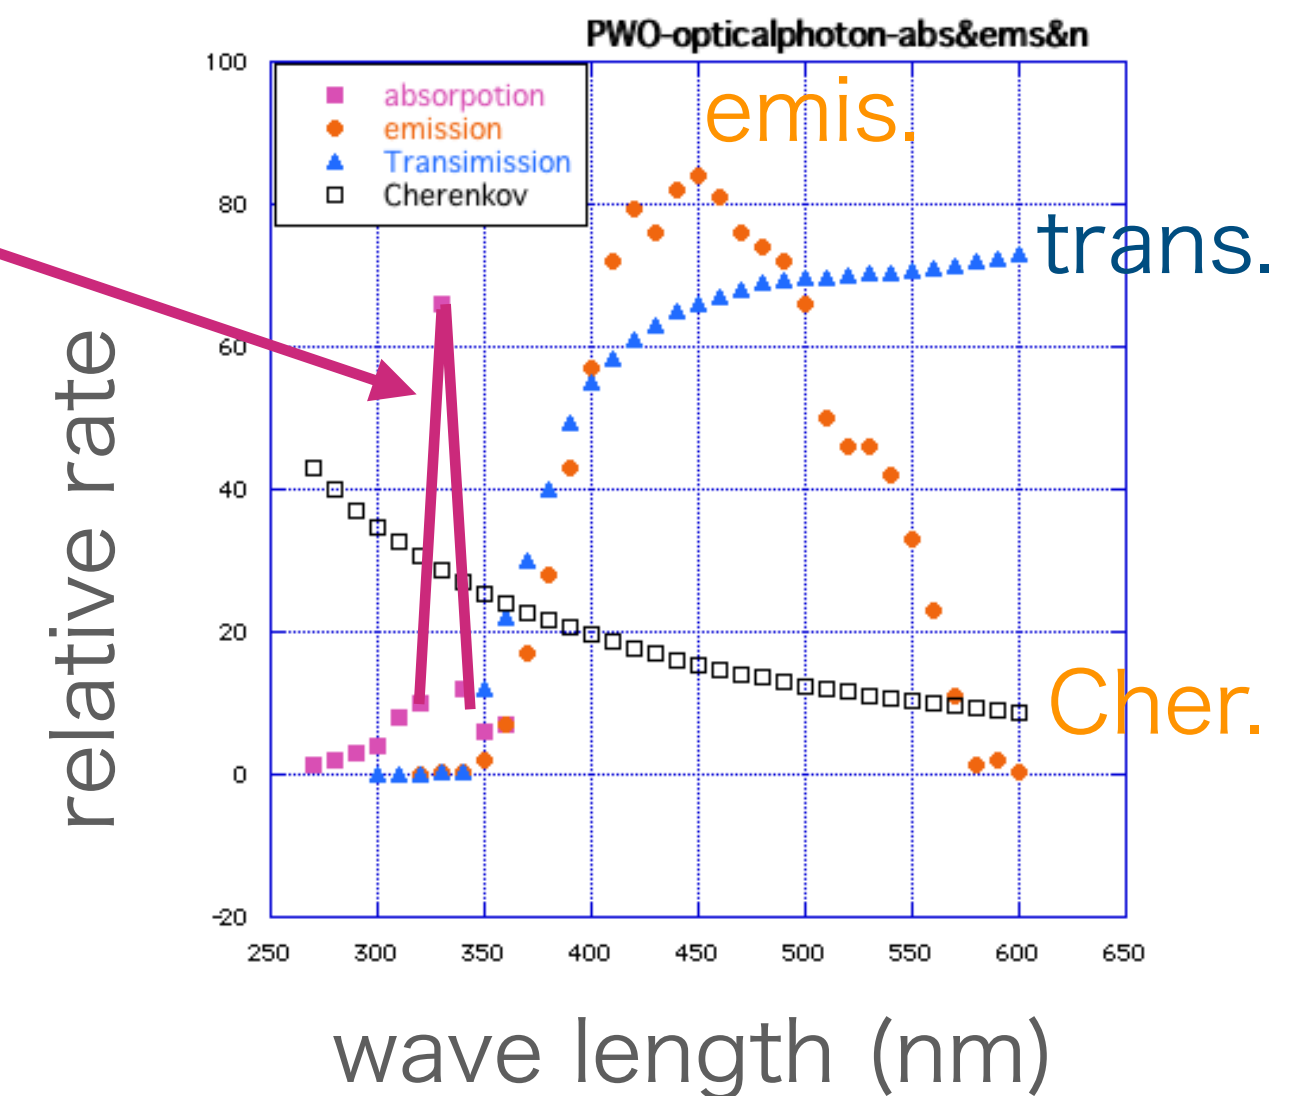 PWO-opticalphoton-abs&ems&n
100
80
60
40
20
0
-20
absorpotion
emission
Transimission
Cherenkov
emis.
trans.
Cher.
relative rate
250 300 350 400 450 500 550 600 650
wave length (nm)